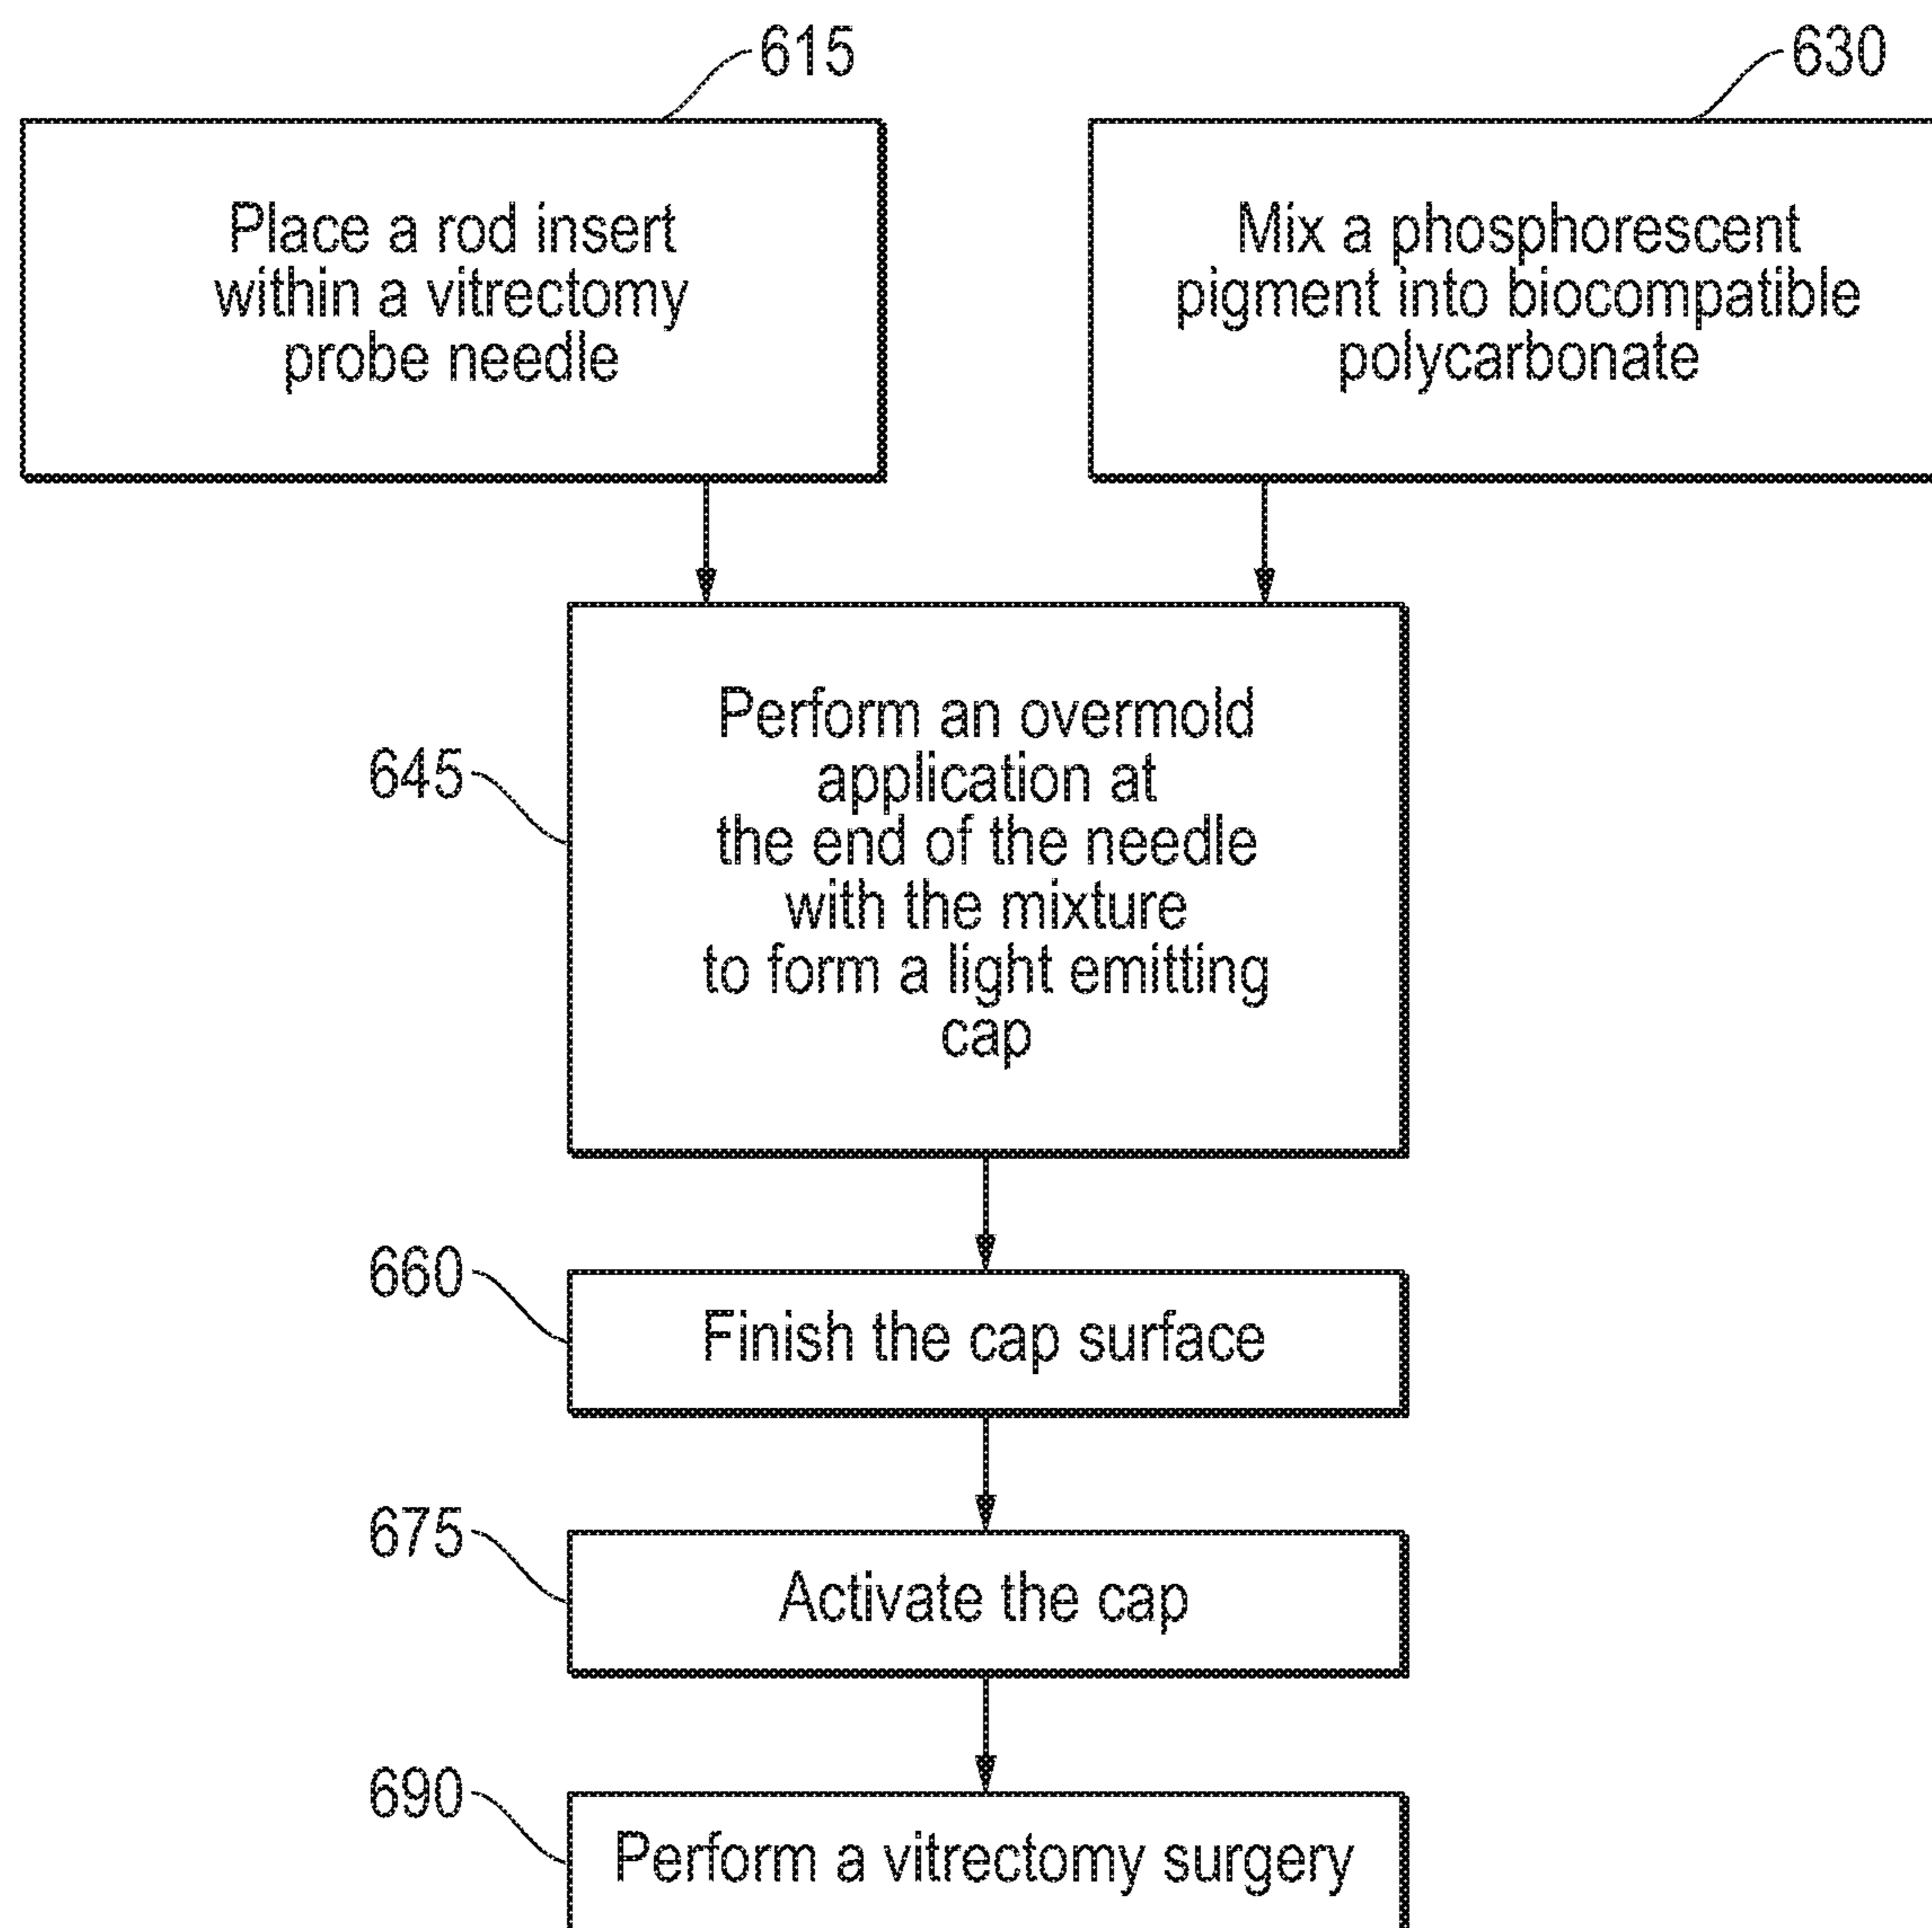 615
630
Place a rod insert
within a vitrectomy
probe needle
Mix a phosphorescent
pigment into biocompatible
polycarbonate
645
Perform an overmold
application at
the end of the needle
with the mixture
to form a light emitting
cap
660
Finish the cap surface
675
Activate the cap
690
Perform a vitrectomy surgery